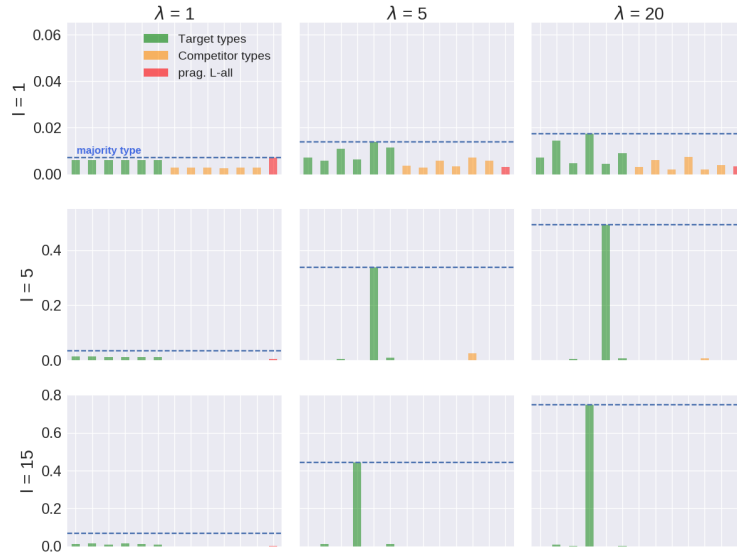 λ = 1
λ = 5
λ = 20
l = 1
0.06
0.04
0.02
0.00
Target types
Competitor types
prag. L-all
majority type
l = 5
0.4
0.2
0.0
l = 15
0.8
0.6
0.4
0.2
0.0